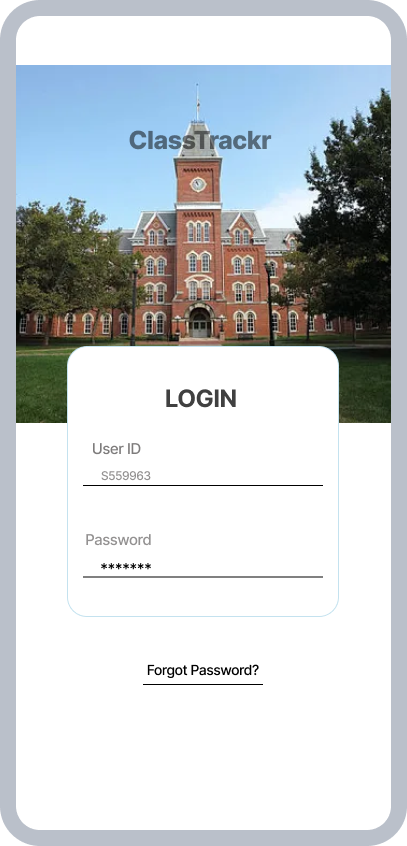 ClassTrackr
LOGIN
User ID
S559963
Password
*******
Forgot Password?